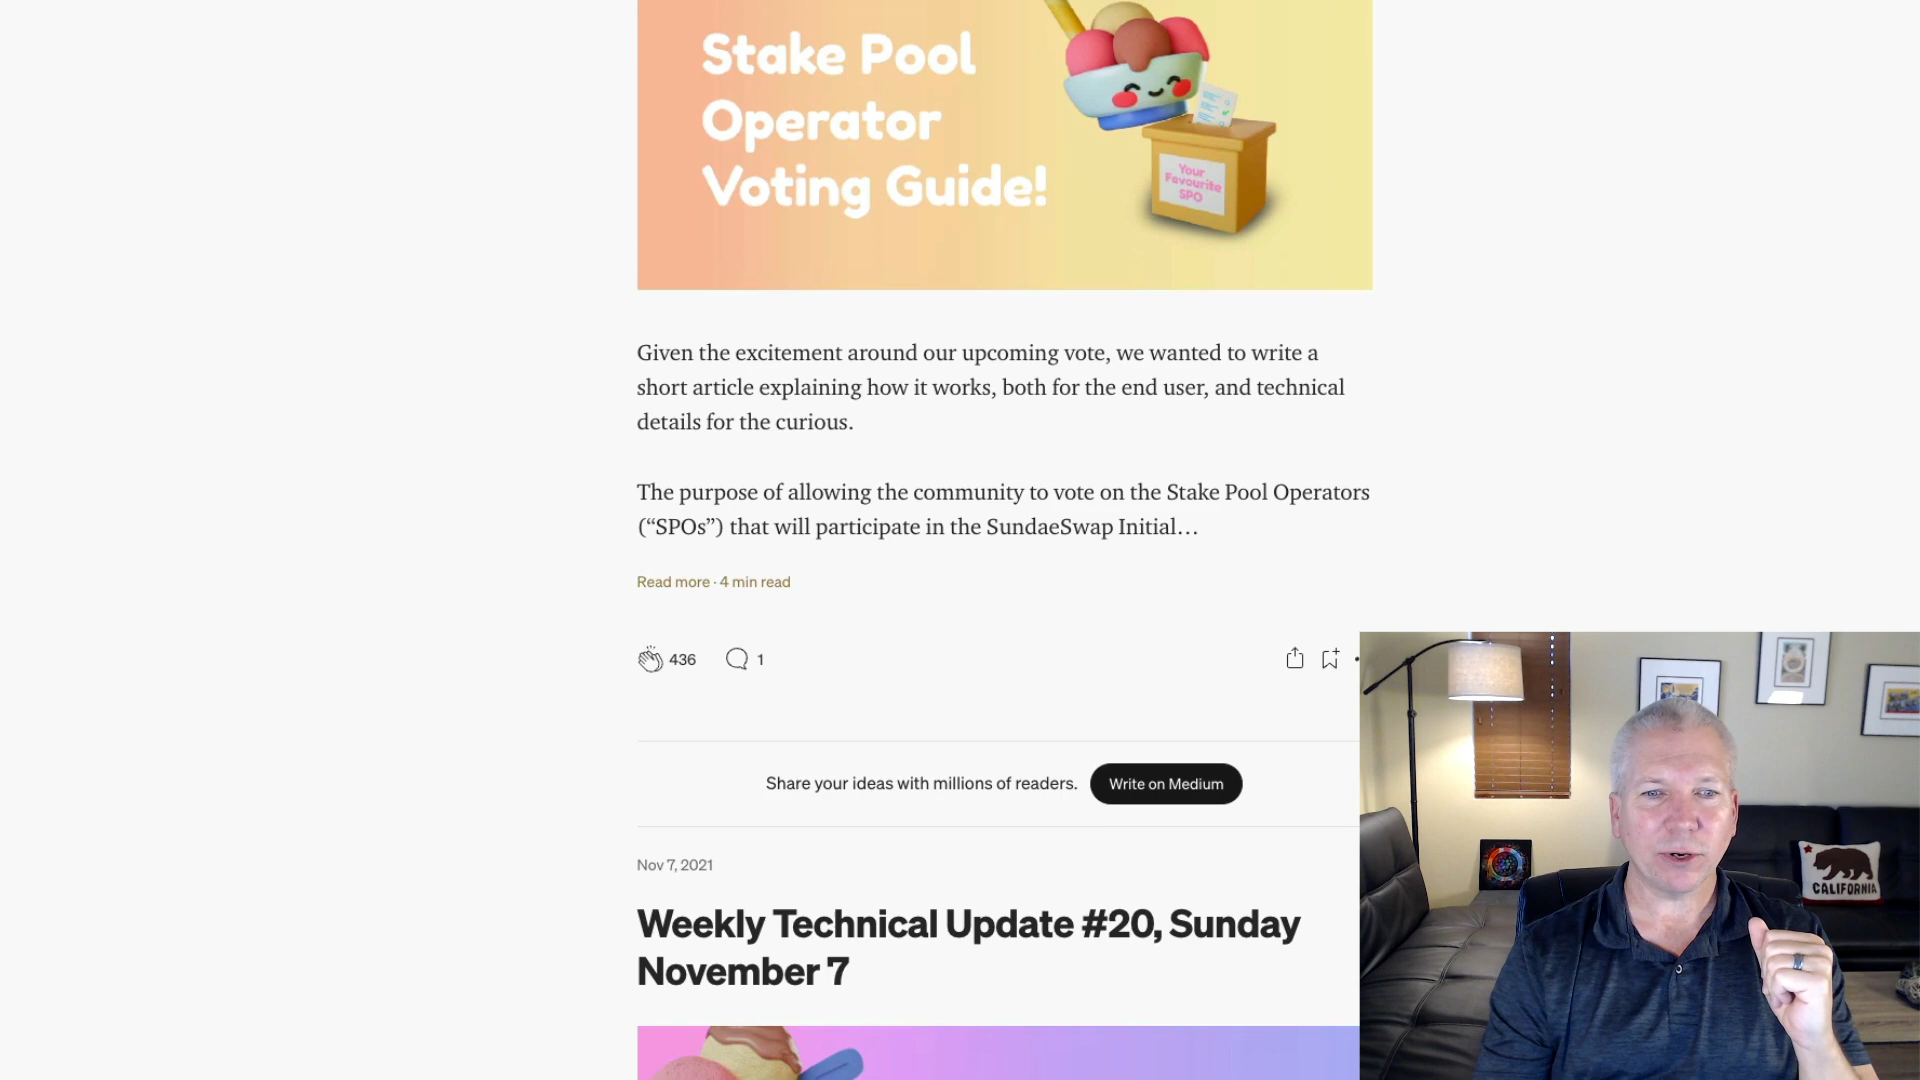 Stake Pool
Operator
Voting Guide!
Your
Favourite
SPO
Given the excitement around our upcoming vote, we wanted to write a
short article explaining how it works, both for the end user, and technical
details for the curious.
The purpose of allowing the community to vote on the Stake Pool Operators
(“SPOs”) that will participate in the SundaeSwap Initial…
Read more · 4 min read
436
1
Share your ideas with millions of readers.
Write on Medium
Nov 7, 2021
Weekly Technical Update #20, Sunday
November 7
CALIFORNIA